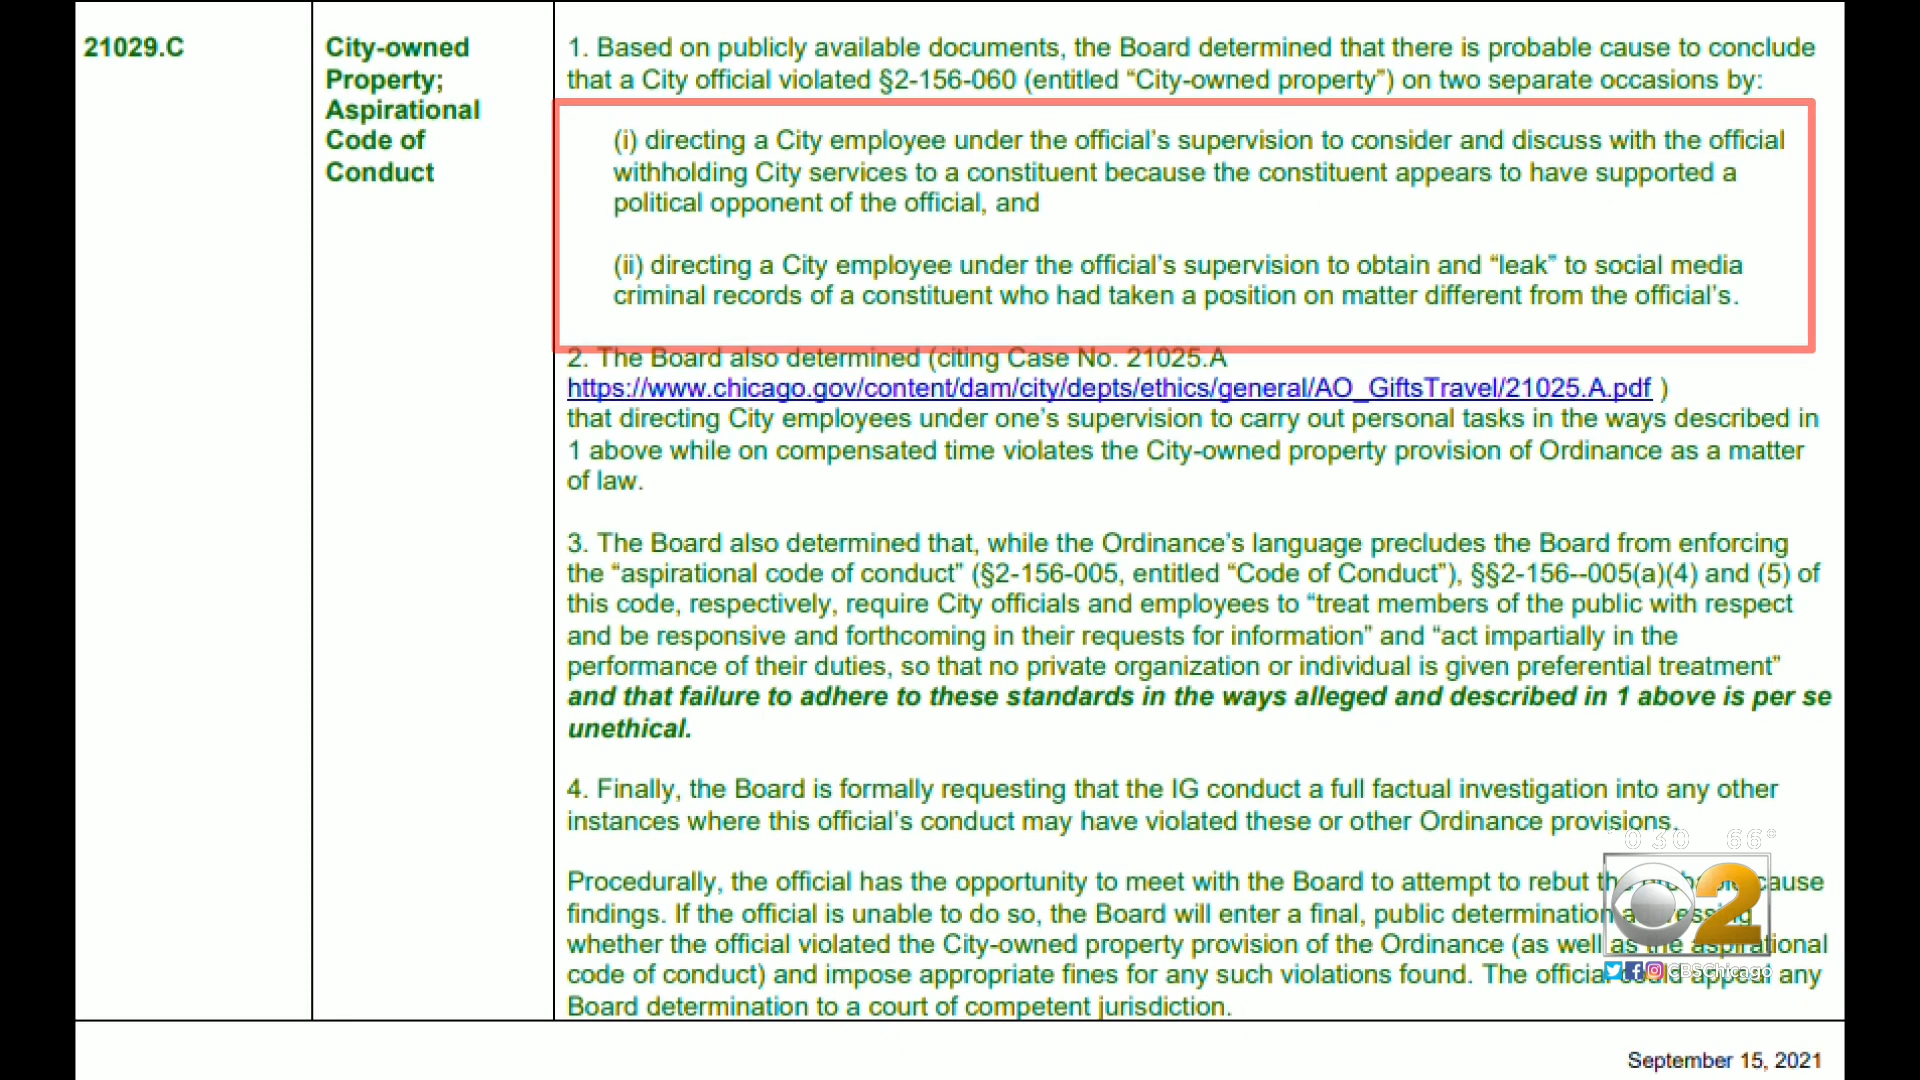 21029.C
City-owned
Property;
Aspirational
Code of
Conduct
1. Based on publicly available documents, the Board determined that there is probable cause to conclude
that a City official violated §2-156-060 (entitled “City-owned property”) on two separate occasions by:
(i) directing a City employee under the official’s supervision to consider and discuss with the official
withholding City services to a constituent because the constituent appears to have supported a
political opponent of the official, and
(ii) directing a City employee under the official’s supervision to obtain and “leak” to social media
criminal records of a constituent who had taken a position on matter different from the official’s.
2. The Board also determined (citing Case No. 21025.A
https://www.chicago.gov/content/dam/city/depts/ethics/general/AO_GiftsTravel/21025.A.pdf )
that directing City employees under one’s supervision to carry out personal tasks in the ways described in
1 above while on compensated time violates the City-owned property provision of Ordinance as a matter
of law.
3. The Board also determined that, while the Ordinance’s language precludes the Board from enforcing
the “aspirational code of conduct” (§2-156-005, entitled “Code of Conduct”), §§2-156--005(a)(4) and (5) of
this code, respectively, require City officials and employees to “treat members of the public with respect
and be responsive and forthcoming in their requests for information” and “act impartially in the
performance of their duties, so that no private organization or individual is given preferential treatment”
and that failure to adhere to these standards in the ways alleged and described in 1 above is per se
unethical.
4. Finally, the Board is formally requesting that the IG conduct a full factual investigation into any other
instances where this official’s conduct may have violated these or other Ordinance provisions.
Procedurally, the official has the opportunity to meet with the Board to attempt to rebut the probable cause
findings. If the official is unable to do so, the Board will enter a final, public determination addressing
whether the official violated the City-owned property provision of the Ordinance (as well as the aspirational
code of conduct) and impose appropriate fines for any such violations found. The official could appeal any
Board determination to a court of competent jurisdiction.
September 15, 2021
10:30 66°
2
CBSChicago